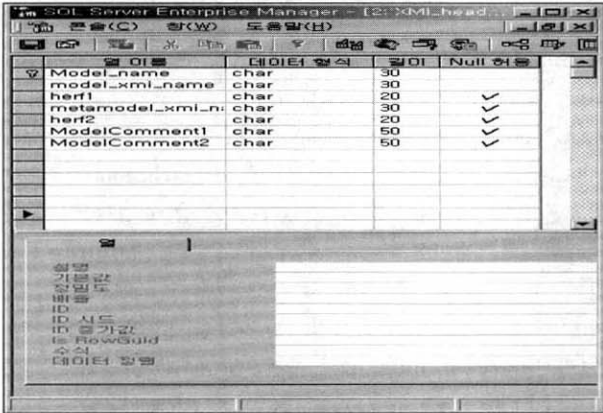 SQL Server Enterprise Manager - [2:'XMI_head...
콘솔(C) 창(W) 도움말(H)
열 이름 데이터 형식 길이 Null 허용
Model_name char 30
model_xmi_name char 30
herf1 char 20
metamodel_xmi_n char 30
herf2 char 20
ModelComment1 char 50
ModelComment2 char 50
열
설명
기본값
정밀도
배율
ID
ID 시드
ID 증가값
Is RowGuid
수식
데이터 정렬